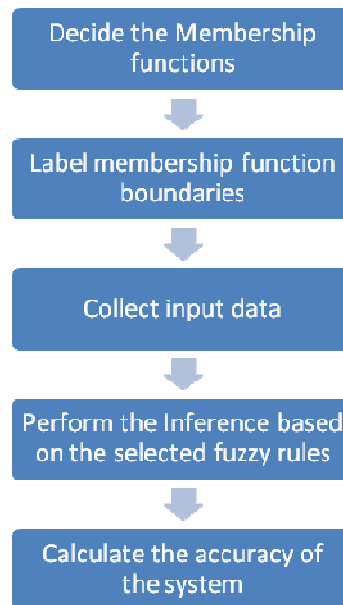 Decide the Membership
functions
Label membership function
boundaries
Collect input data
Perform the Inference based
on the selected fuzzy rules
Calculate the accuracy of
the system